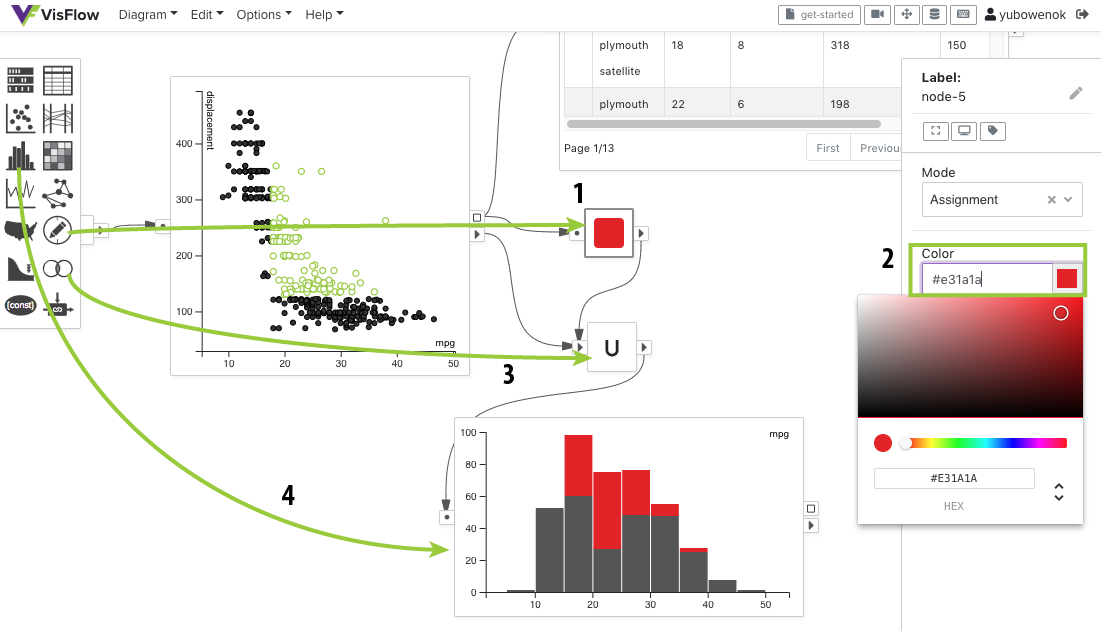 VisFlow Diagram Edit Options Help get-started yubowenok
plymouth satellite 18 8 318 150
plymouth 22 6 198
Page 1/13 First Previou
(const)
displacement
400
300
200
100
mpg
10 20 30 40 50
1
U
3
4
mpg
100
80
60
40
20
0
10 20 30 40 50
Label:
node-5
Mode
Assignment
2
Color
#e31a1a
#E31A1A
HEX